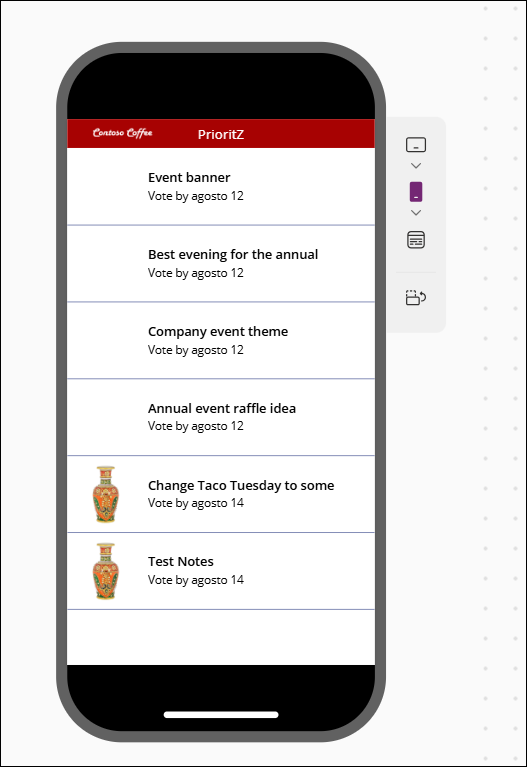 Contoso Coffee
PrioritZ
Event banner
Vote by agosto 12
Best evening for the annual
Vote by agosto 12
Company event theme
Vote by agosto 12
Annual event raffle idea
Vote by agosto 12
Change Taco Tuesday to some
Vote by agosto 14
Test Notes
Vote by agosto 14